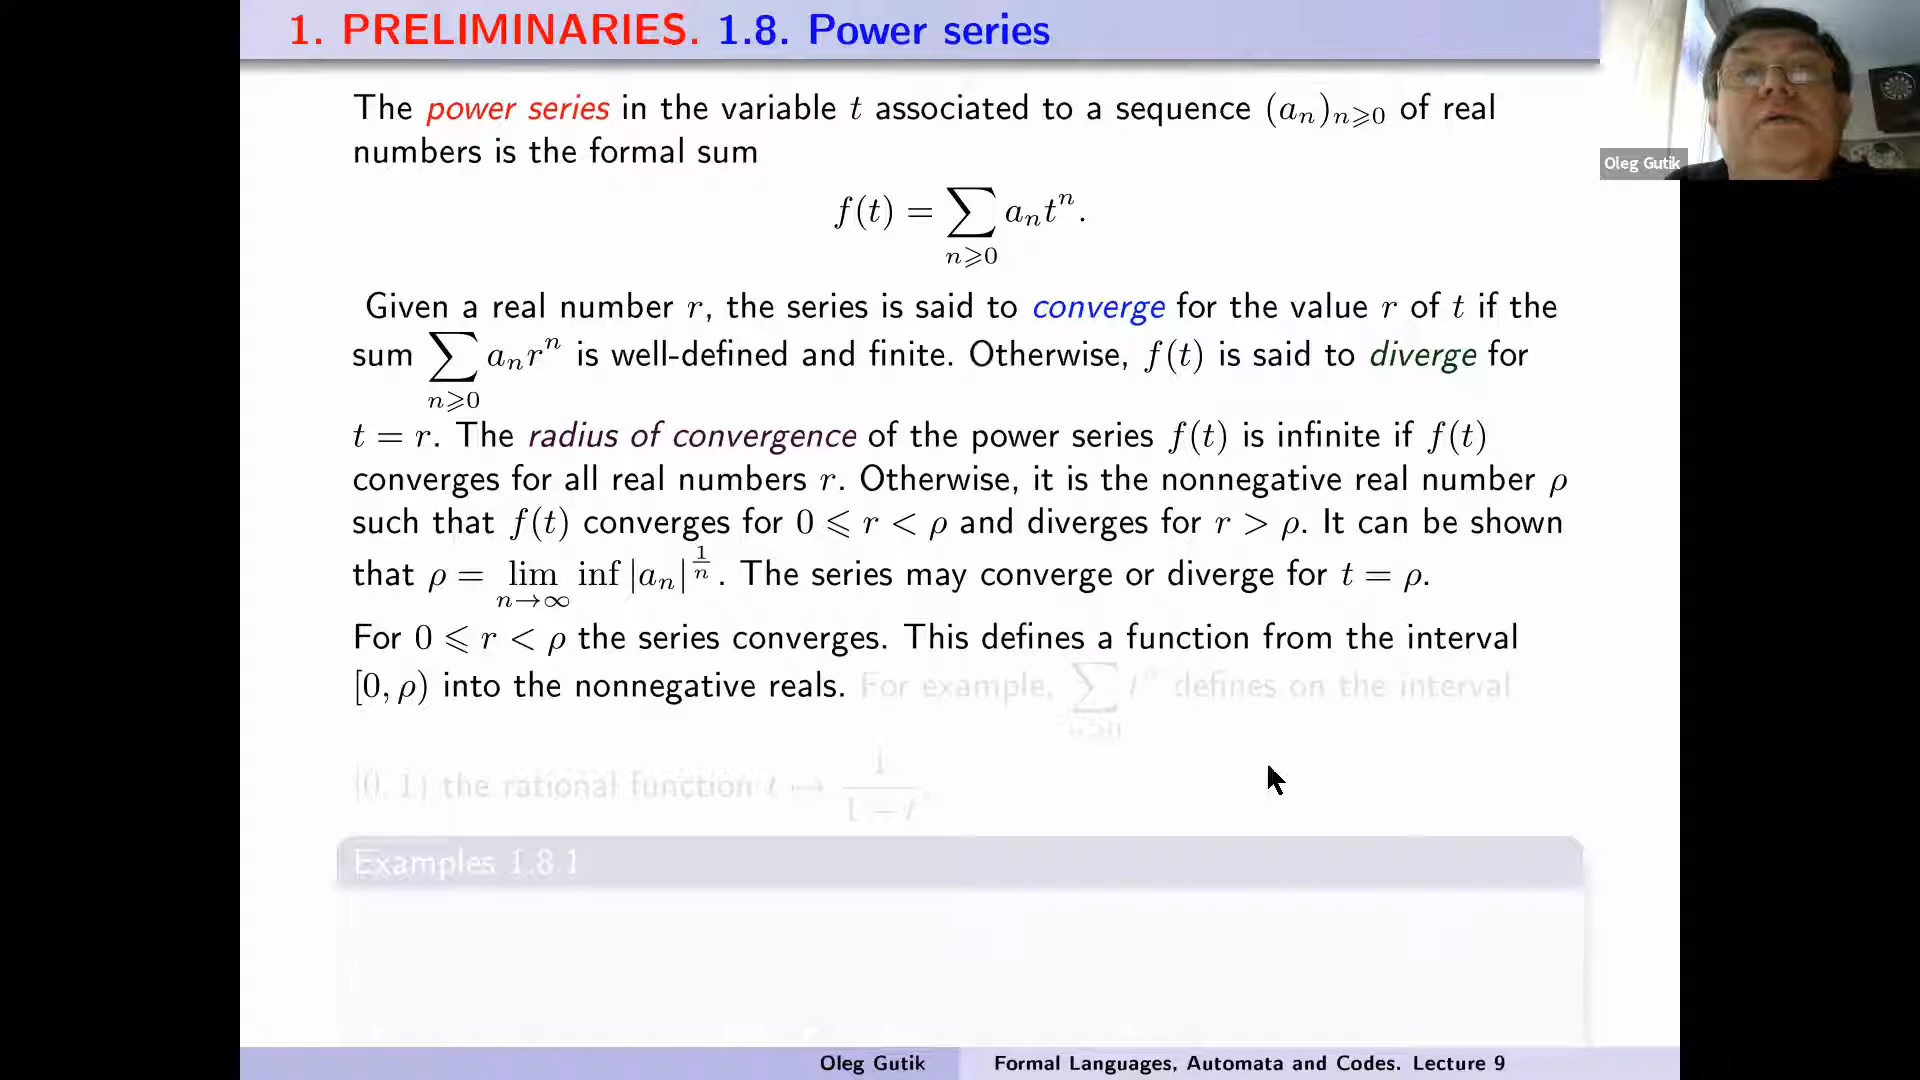 1. PRELIMINARIES. 1.8. Power series
The power series in the variable t associated to a sequence (aₙ)ₙ⩾₀ of real
numbers is the formal sum
f(t) = ∑ aₙtⁿ.
n⩾0
Given a real number r, the series is said to converge for the value r of t if the
sum ∑ aₙrⁿ is well-defined and finite. Otherwise, f(t) is said to diverge for
n⩾0
t = r. The radius of convergence of the power series f(t) is infinite if f(t)
converges for all real numbers r. Otherwise, it is the nonnegative real number ρ
such that f(t) converges for 0 ⩽ r < ρ and diverges for r > ρ. It can be shown
that ρ = lim inf |aₙ|^(1/n). The series may converge or diverge for t = ρ.
n→∞
For 0 ⩽ r < ρ the series converges. This defines a function from the interval
[0, ρ) into the nonnegative reals. For example, ∑ tⁿ defines on the interval
n⩾0
[0, 1) the rational function t ↦ 1/(1 − t).
Examples 1.8.1
Oleg Gutik
Oleg Gutik Formal Languages, Automata and Codes. Lecture 9